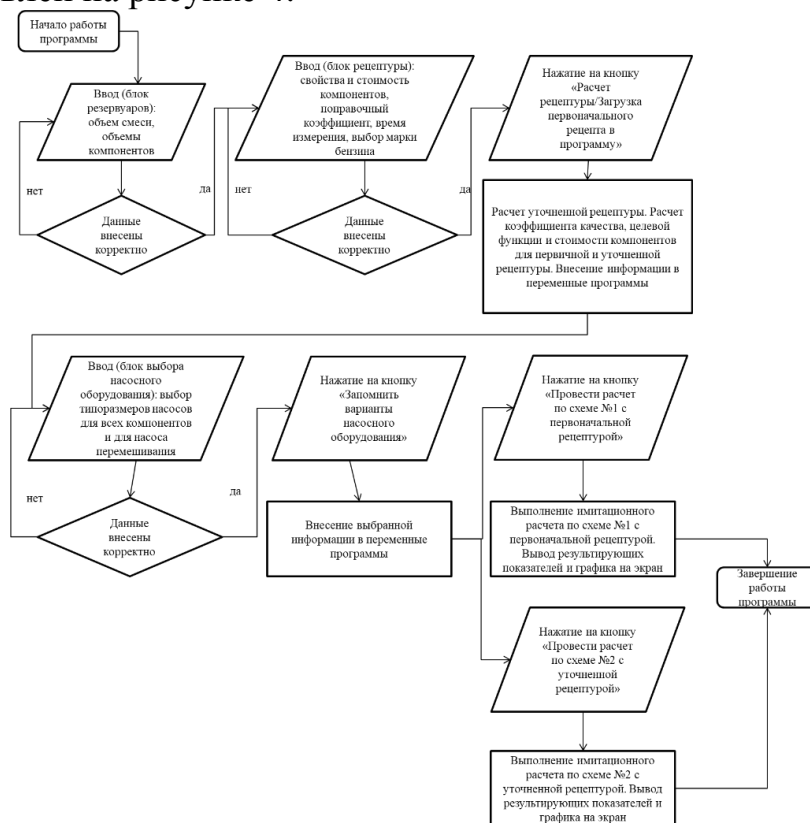 Начало работы
программы
Ввод (блок
резервуаров):
объем смеси,
объемы
компонентов
нет
Данные
внесены
корректно
да
Ввод (блок рецептуры):
свойства и стоимость
компонентов,
поправочный
коэффициент, время
измерения, выбор марки
бензина
нет
Данные
внесены
корректно
да
Нажатие на кнопку
«Расчет
рецептуры/Загрузка
первоначального
рецепта в
программу»
Расчет уточненной рецептуры. Расчет
коэффициента качества, целевой
функции и стоимости компонентов
для первичной и уточненной
рецептуры. Внесение информации в
переменные программы
Ввод (блок выбора
насосного
оборудования): выбор
типоразмеров насосов
для всех компонентов
и для насоса
перемешивания
нет
Данные
внесены
корректно
да
Нажатие на кнопку
«Запомнить
варианты
насосного
оборудования»
Внесение выбранной
информации в переменные
программы
Нажатие на кнопку
«Провести расчет
по схеме №1 с
первоначальной
рецептурой»
Выполнение имитационного
расчета по схеме №1 с
первоначальной рецептурой.
Вывод результирующих
показателей и графика на экран
Завершение
работы
программы
Нажатие на кнопку
«Провести расчет
по схеме №2 с
уточненной
рецептурой»
Выполнение имитационного
расчета по схеме №2 с
уточненной рецептурой. Вывод
результирующих показателей и
графика на экран